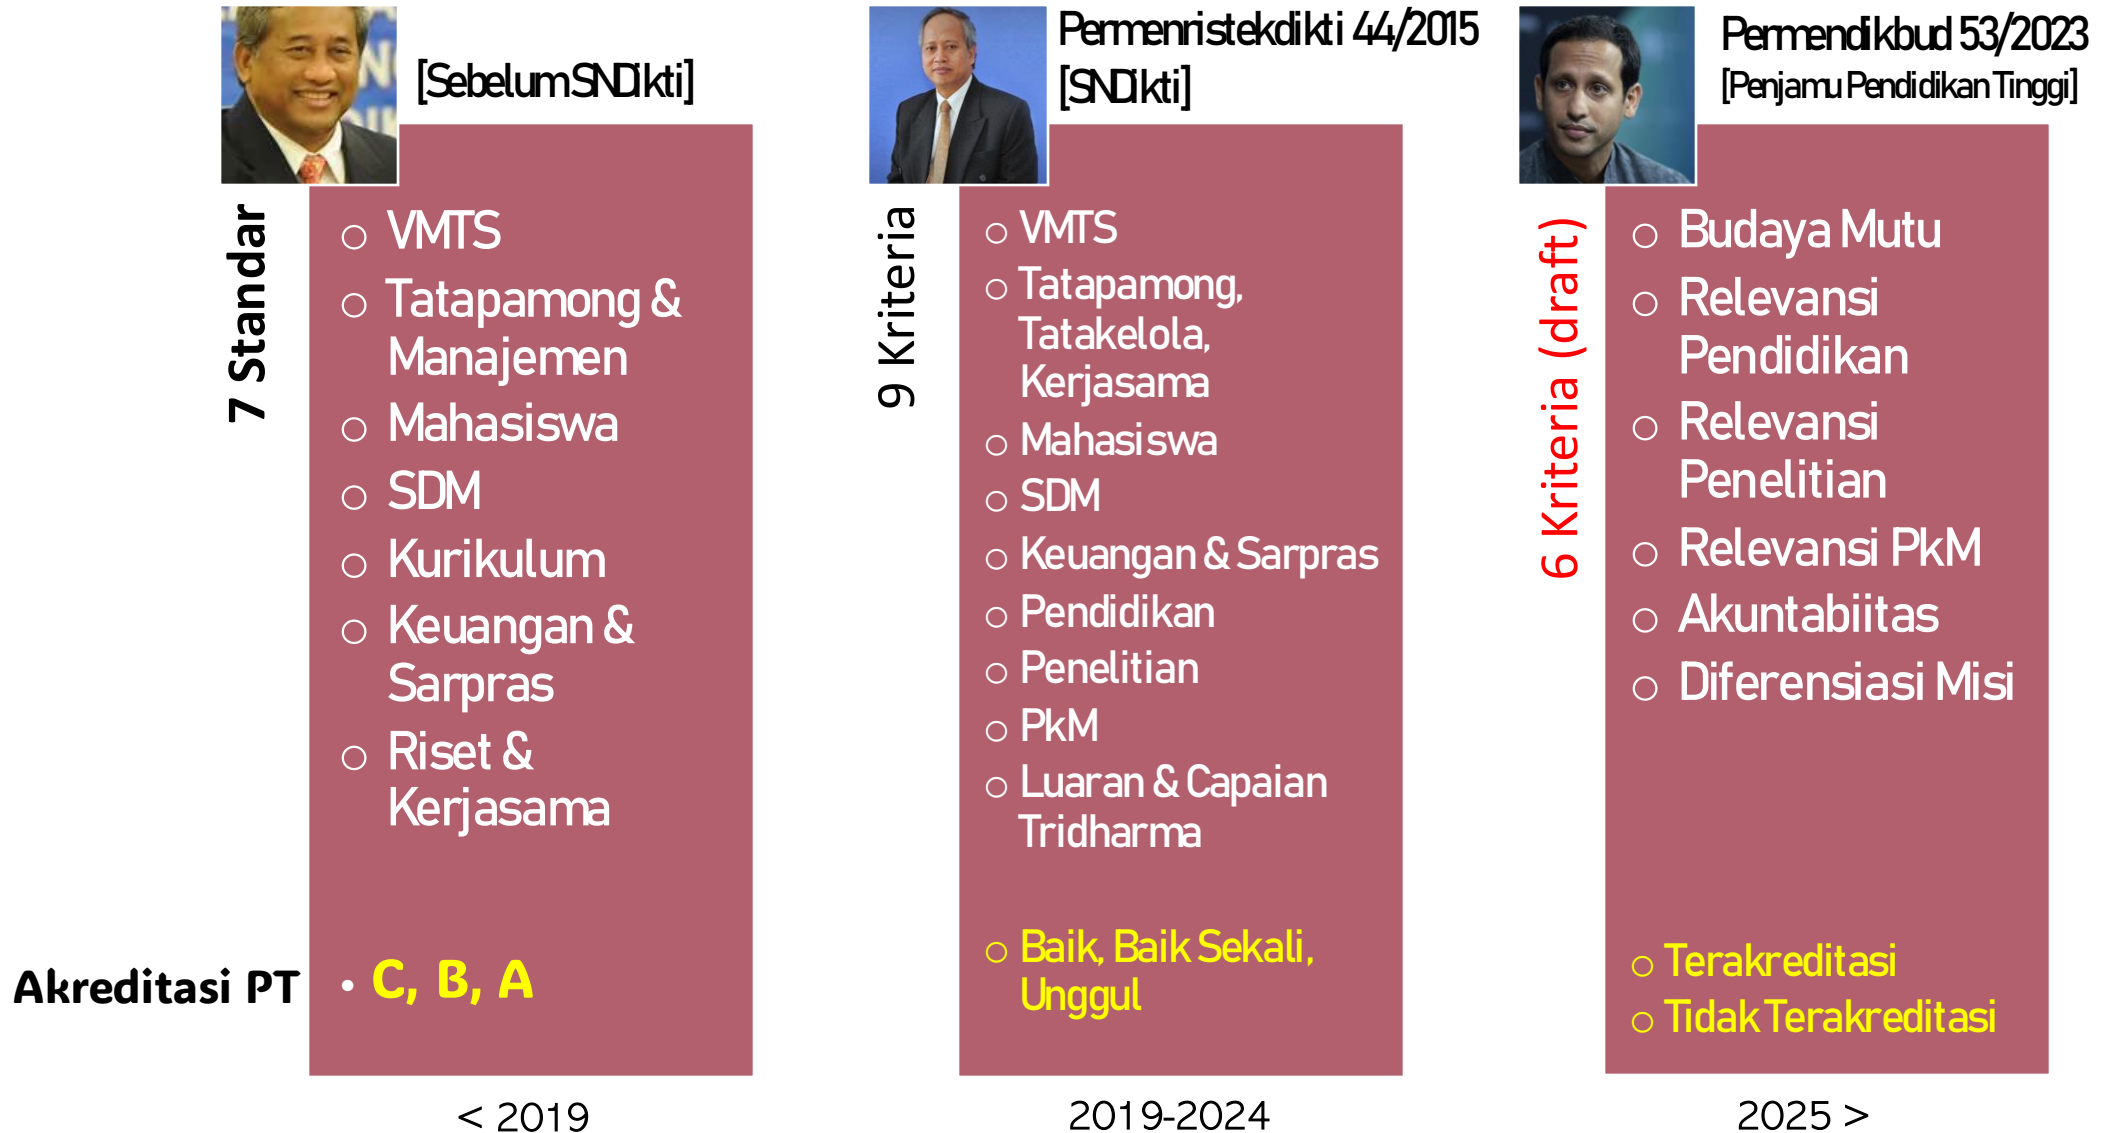 [Sebelum SNDikti]
7 Standar
VMTS
Tatapamong &
Manajemen
Mahasiswa
SDM
Kurikulum
Keuangan &
Sarpras
Riset &
Kerjasama
Akreditasi PT
C, B, A
< 2019
Permenristekdikti 44/2015
[SNDikti]
9 Kriteria
VMTS
Tatapamong,
Tatakelola,
Kerjasama
Mahasiswa
SDM
Keuangan & Sarpras
Pendidikan
Penelitian
PkM
Luaran & Capaian
Tridharma
Baik, Baik Sekali,
Unggul
2019-2024
Permendikbud 53/2023
[Penjamu Pendidikan Tinggi]
6 Kriteria (draft)
Budaya Mutu
Relevansi
Pendidikan
Relevansi
Penelitian
Relevansi PkM
Akuntabiitas
Diferensiasi Misi
Terakreditasi
Tidak Terakreditasi
2025 >